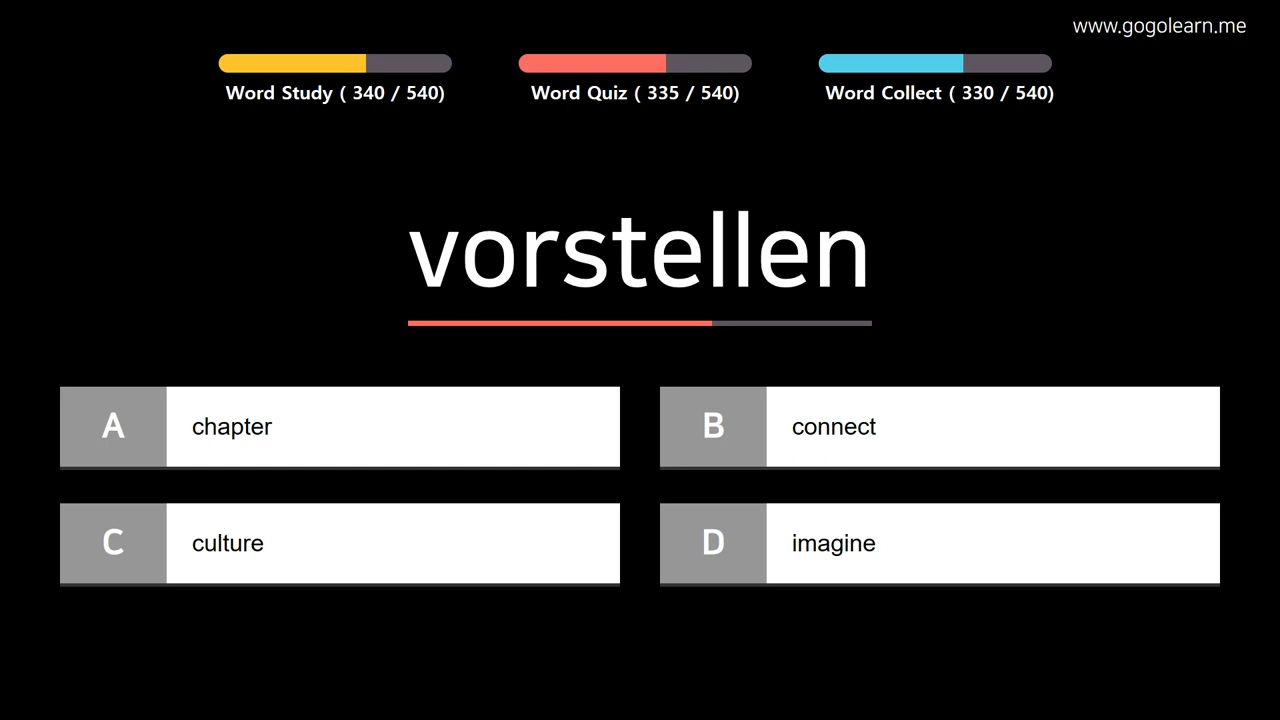 www.gogolearn.me
Word Study ( 340 / 540)
Word Quiz ( 335 / 540)
Word Collect ( 330 / 540)
vorstellen
A chapter
B connect
C culture
D imagine